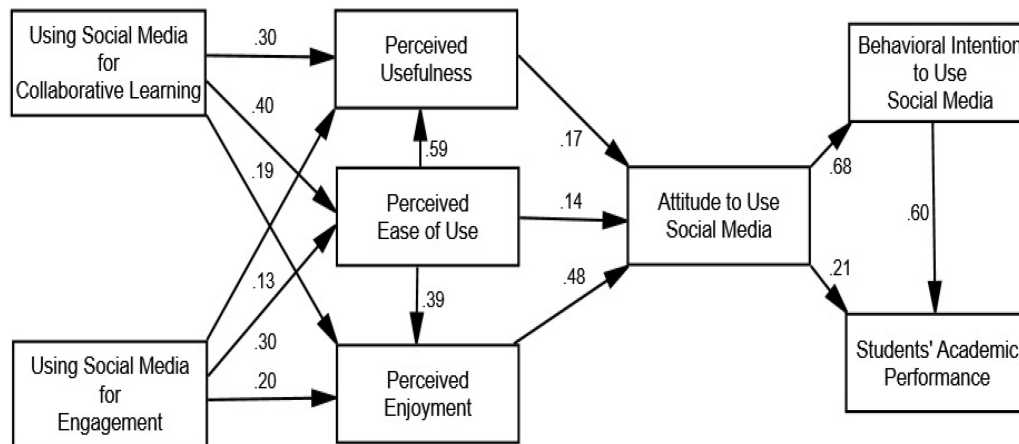 Using Social Media
for
Collaborative Learning
.30
.40
.19
Perceived
Usefulness
.59
.17
Perceived
Ease of Use
.14
.13
.30
.20
.39
.48
Using Social Media
for
Engagement
Perceived
Enjoyment
Attitude to Use
Social Media
.68
.21
Behavioral Intention
to Use
Social Media
.60
Students' Academic
Performance